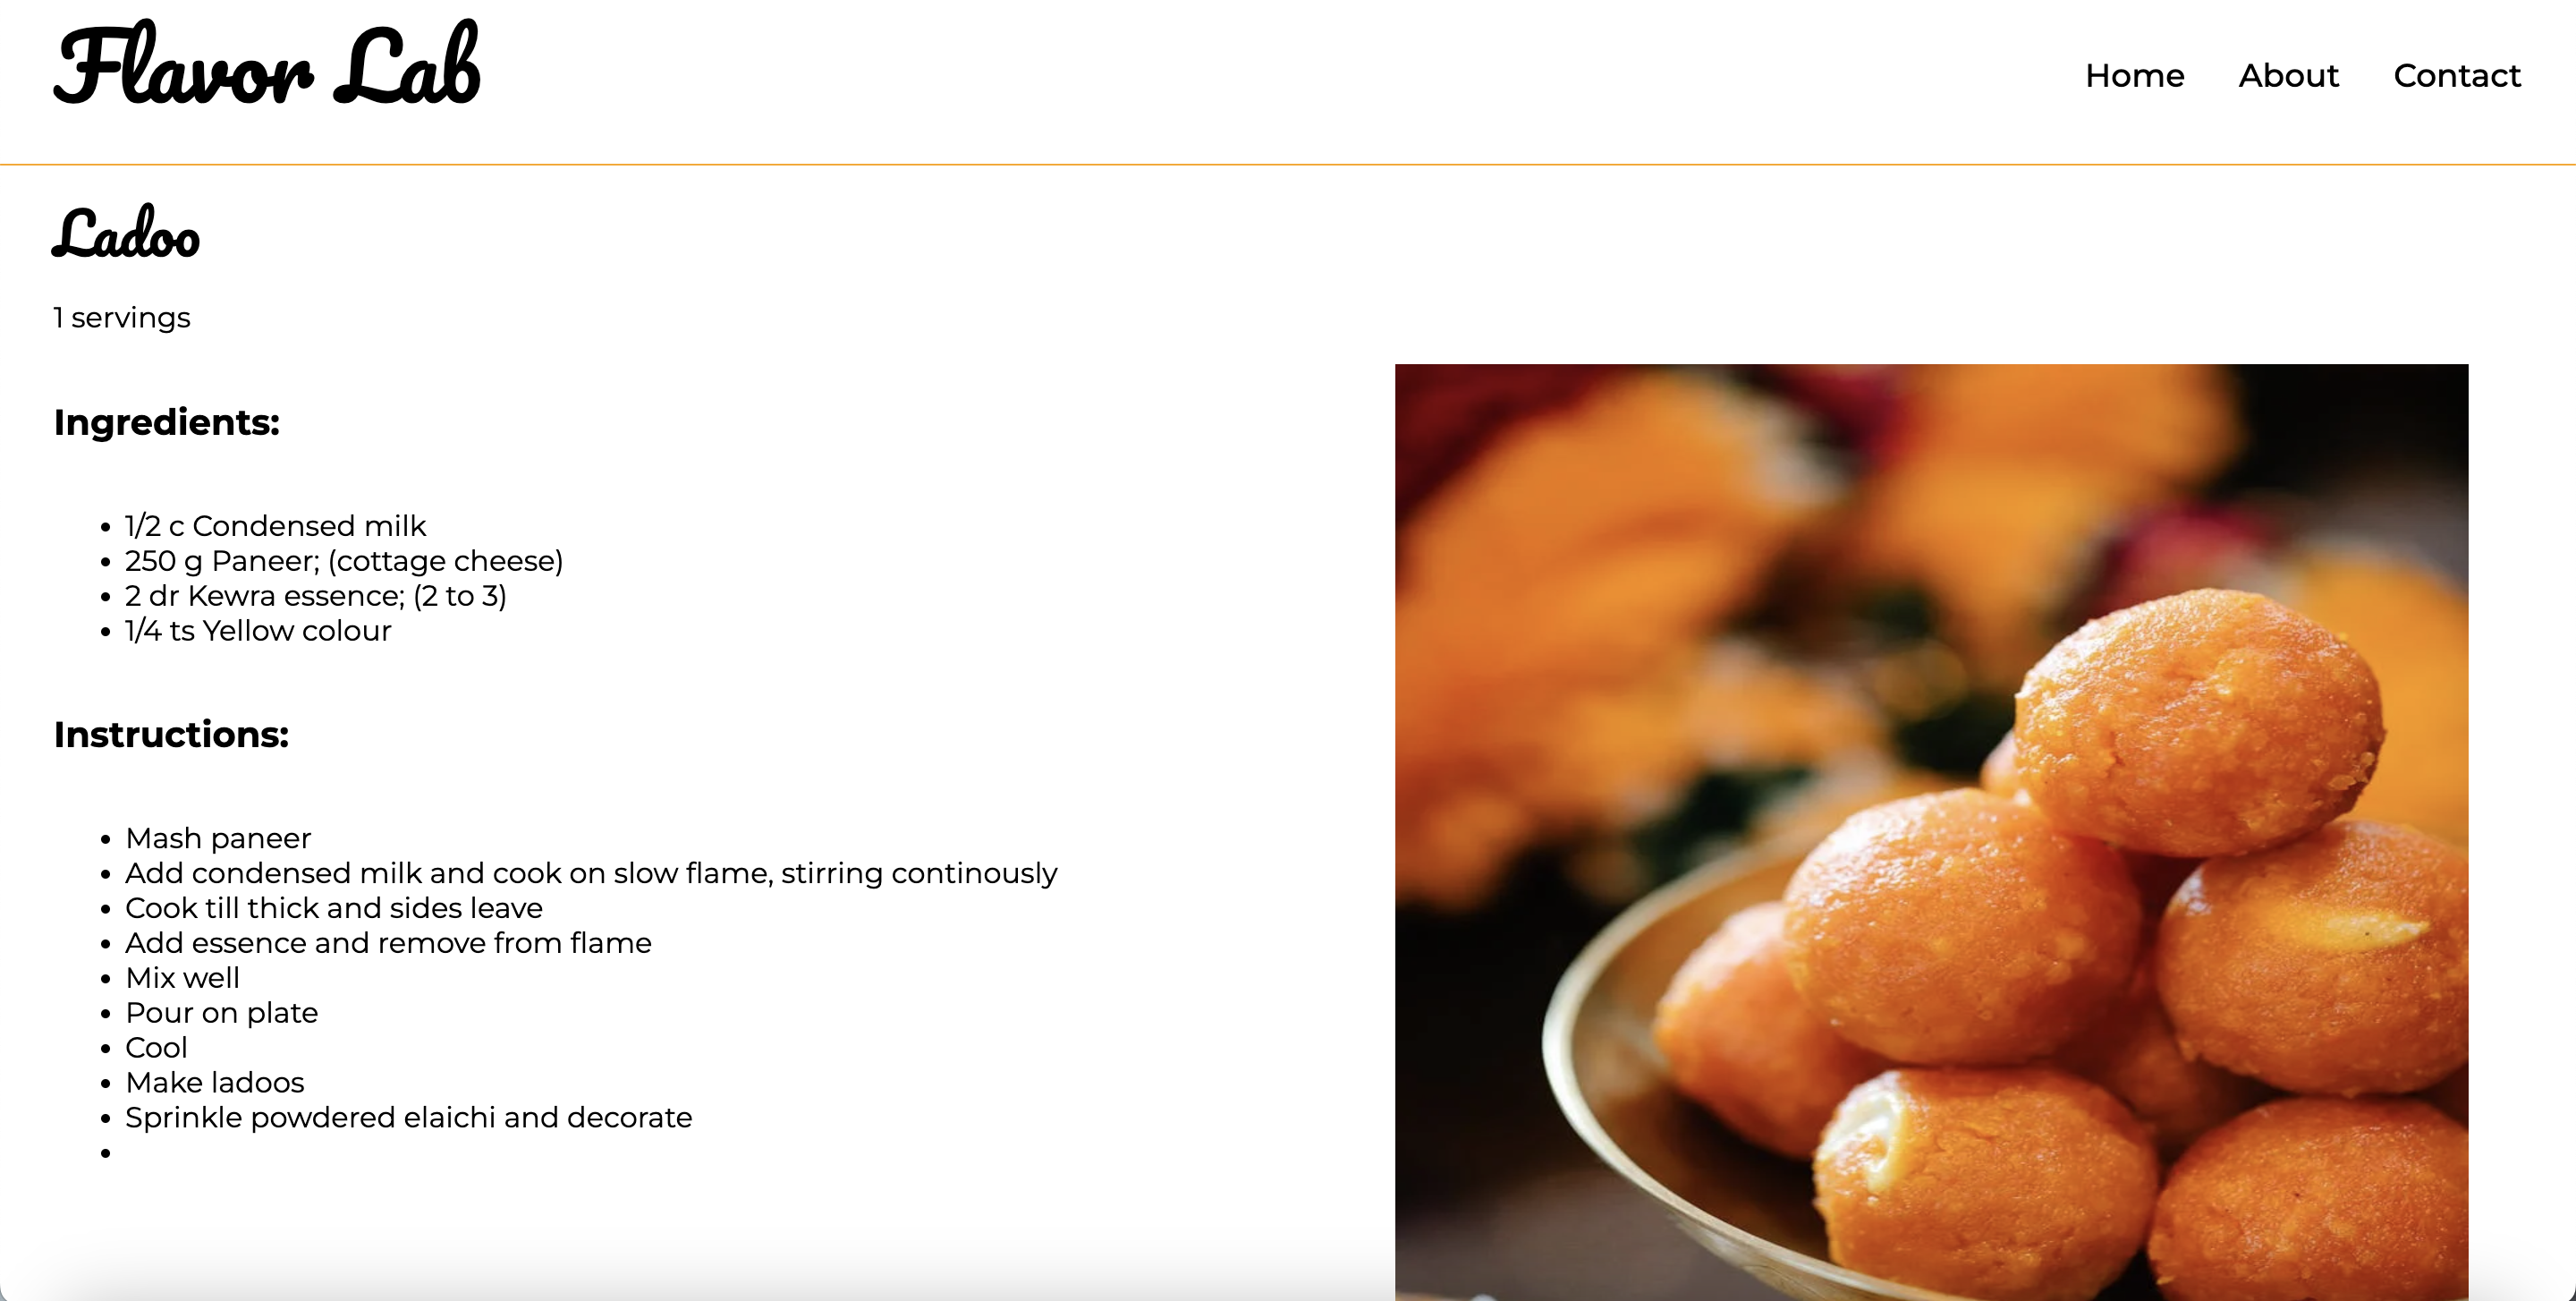 Flavor Lab
Home About Contact
Ladoo
1 servings
Ingredients:
1/2 c Condensed milk
250 g Paneer; (cottage cheese)
2 dr Kewra essence; (2 to 3)
1/4 ts Yellow colour
Instructions:
Mash paneer
Add condensed milk and cook on slow flame, stirring continously
Cook till thick and sides leave
Add essence and remove from flame
Mix well
Pour on plate
Cool
Make ladoos
Sprinkle powdered elaichi and decorate